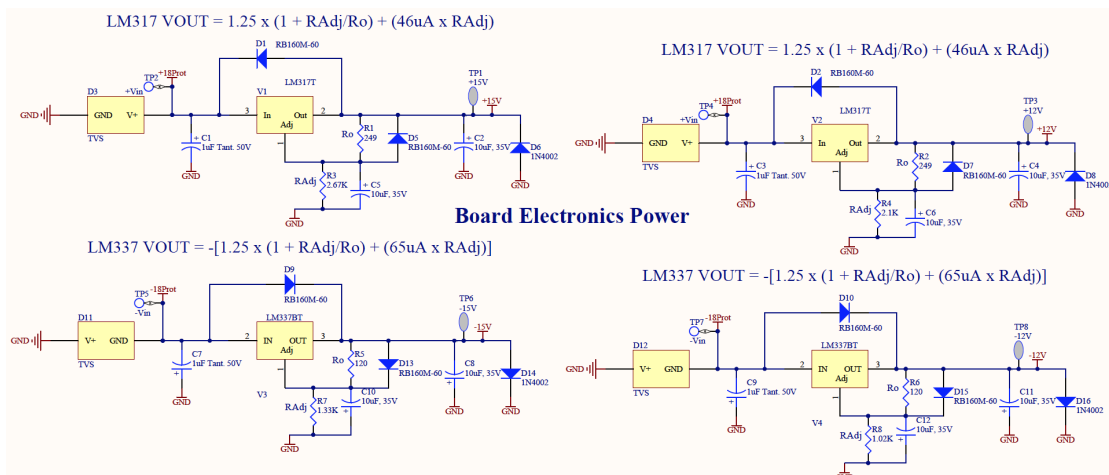 LM317 VOUT = 1.25 x (1 + RAdj/Ro) + (46uA x RAdj)
D1
RB160M-60
TP2
+18Prot
+Vin
D3
GND
GND V+
TVS
C1
1uF Tant. 50V
GND
V1
LM317T
3
In
Out
2
Adj
1
Ro
R1
249
D5
RB160M-60
RAdj
R3
2.67K
C5
10uF, 35V
GND
TP1
+15V
+15V
C2
10uF, 35V
GND
D6
1N4002
GND
LM317 VOUT = 1.25 x (1 + RAdj/Ro) + (46uA x RAdj)
D2
RB160M-60
TP4
+18Prot
+Vin
D4
GND
GND V+
TVS
C3
1uF Tant. 50V
GND
V2
LM317T
3
In
Out
2
Adj
1
Ro
R2
249
D7
RB160M-60
RAdj
R4
2.1K
C6
10uF, 35V
GND
TP3
+12V
+12V
C4
10uF, 35V
GND
D8
1N400
GND
Board Electronics Power
LM337 VOUT = -[1.25 x (1 + RAdj/Ro) + (65uA x RAdj)]
D9
RB160M-60
TP5
-18Prot
-Vin
D11
GND
V+ GND
TVS
C7
1uF Tant. 50V
GND
LM337BT
2
IN
OUT
3
Adj
1
V3
Ro
R5
120
D13
RB160M-60
RAdj
R7
1.33K
C10
10uF, 35V
GND
TP6
-15V
-15V
C8
10uF, 35V
GND
D14
1N4002
GND
LM337 VOUT = -[1.25 x (1 + RAdj/Ro) + (65uA x RAdj)]
D10
RB160M-60
TP7
-18Prot
-Vin
D12
GND
V+ GND
TVS
C9
1uF Tant. 50V
GND
LM337BT
2
IN
OUT
3
Adj
1
V4
Ro
R6
120
D15
RB160M-60
RAdj
R8
1.02K
C12
10uF, 35V
GND
TP8
-12V
-12V
C11
10uF, 35V
GND
D16
1N4002
GND